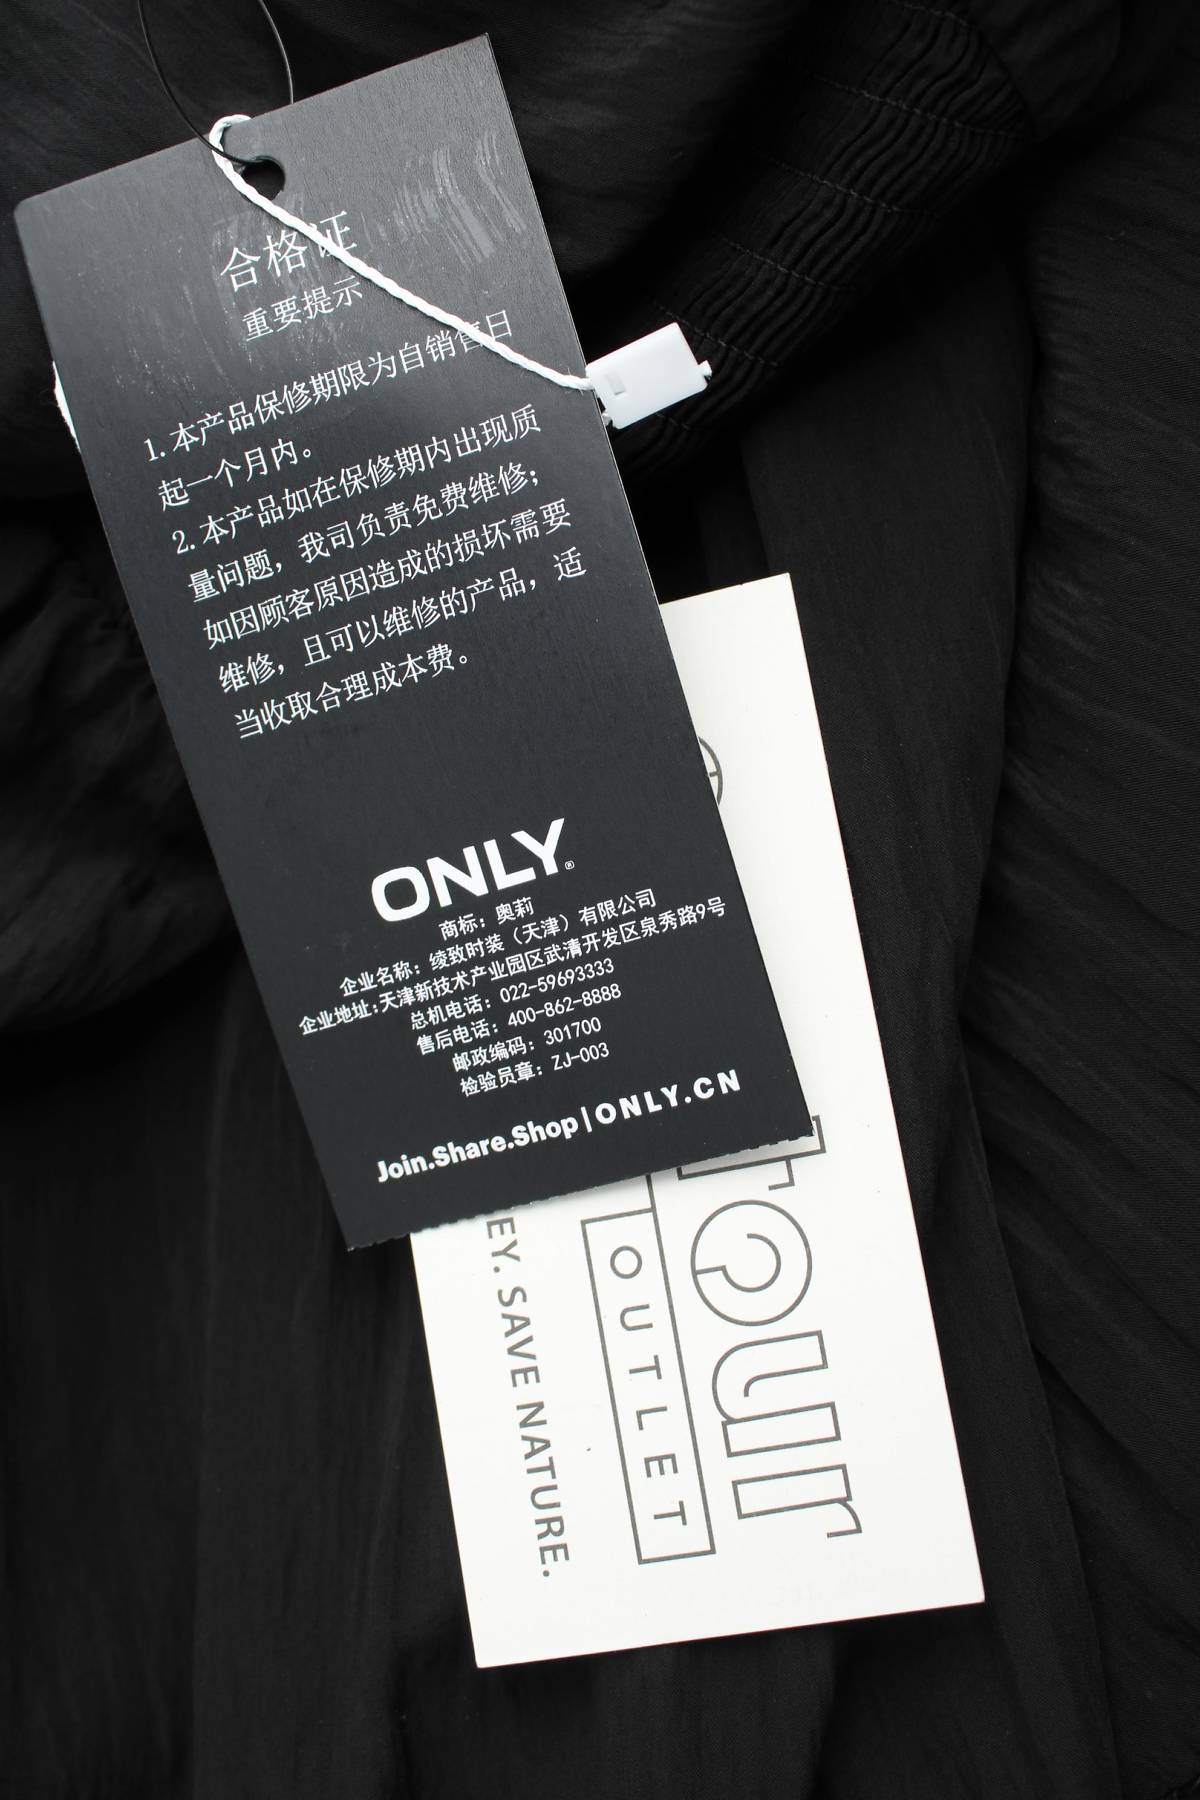 合格证
重要提示
1. 本产品保修期限为自销售日
起一个月内。
2. 本产品如在保修期内出现质
量问题，我司负责免费维修；
如因顾客原因造成的损坏需要
维修，且可以维修的产品，适
当收取合理成本费。
ONLY®
商标：奥莉
企业名称：绫致时装（天津）有限公司
企业地址:天津新技术产业园区武清开发区泉秀路9号
总机电话：022-59693333
售后电话：400-862-8888
邮政编码：301700
检验员章：ZJ-003
Join.Share.Shop|ONLY.CN
OUTLET
SAVE NATURE.